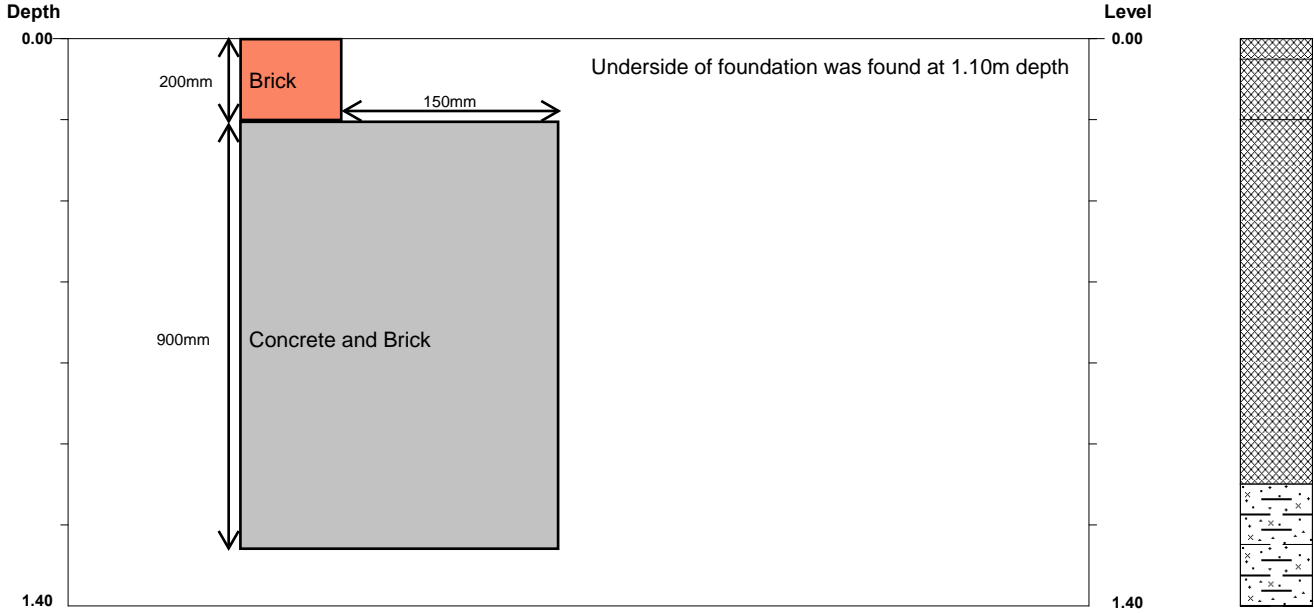 Depth
Level
0.00
0.00
Underside of foundation was found at 1.10m depth
200mm
Brick
150mm
900mm
Concrete and Brick
1.40
1.40